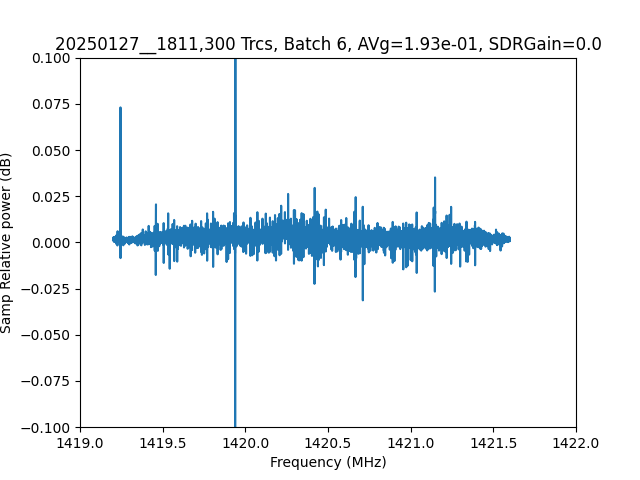 20250127__1811,300 Trcs, Batch 6, AVg=1.93e-01, SDRGain=0.0
0.100
0.075
0.050
0.025
0.000
−0.025
−0.050
−0.075
−0.100
Samp Relative power (dB)
1419.0 1419.5 1420.0 1420.5 1421.0 1421.5 1422.0
Frequency (MHz)